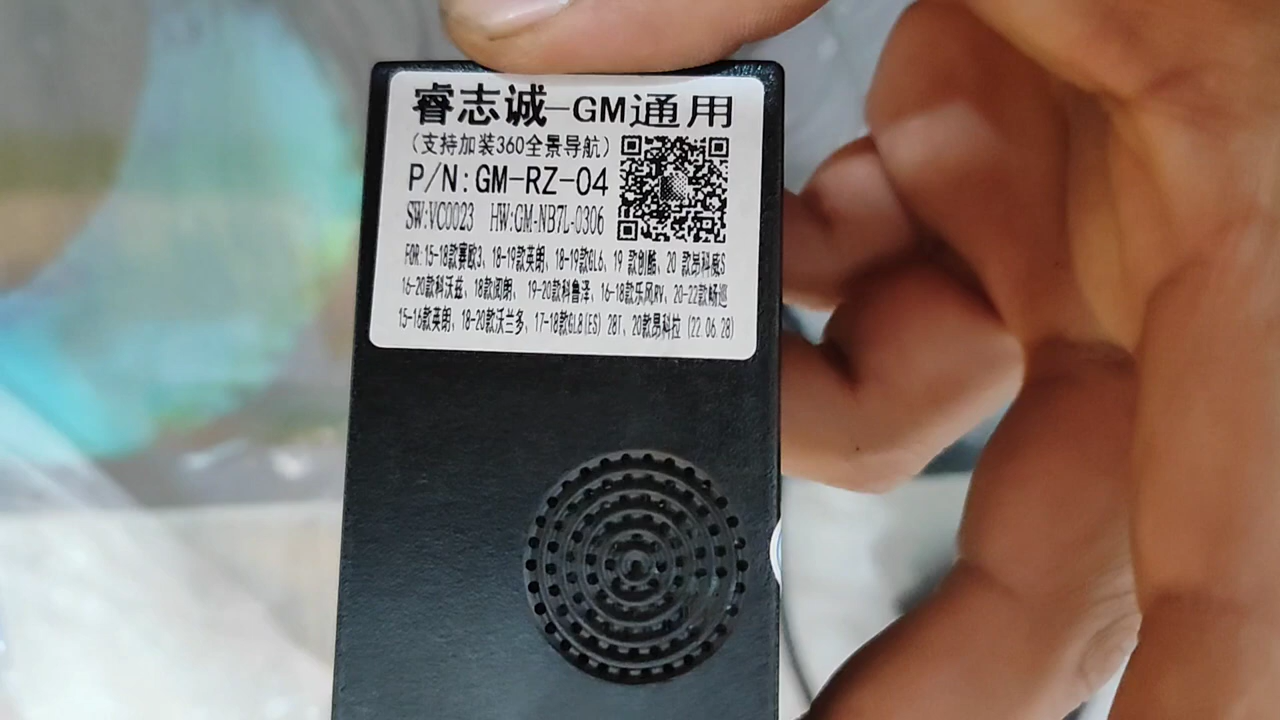 睿志诚-GM通用
(支持加装360全景导航)
P/N:GM-RZ-04
SW:VC0023 HW:GM-NB7L-0306
FOR:15-18款赛欧3、18-19款英朗、18-19款GL6、19 款创酷、20 款昂科威S
16-20款科沃兹、18款阅朗、 19-20款科鲁泽、16-18款乐风RV、20-22款畅巡
15-16款英朗、18-20款沃兰多、17-18款GL8(ES) 28T、20款昂科拉 (22.06.28)